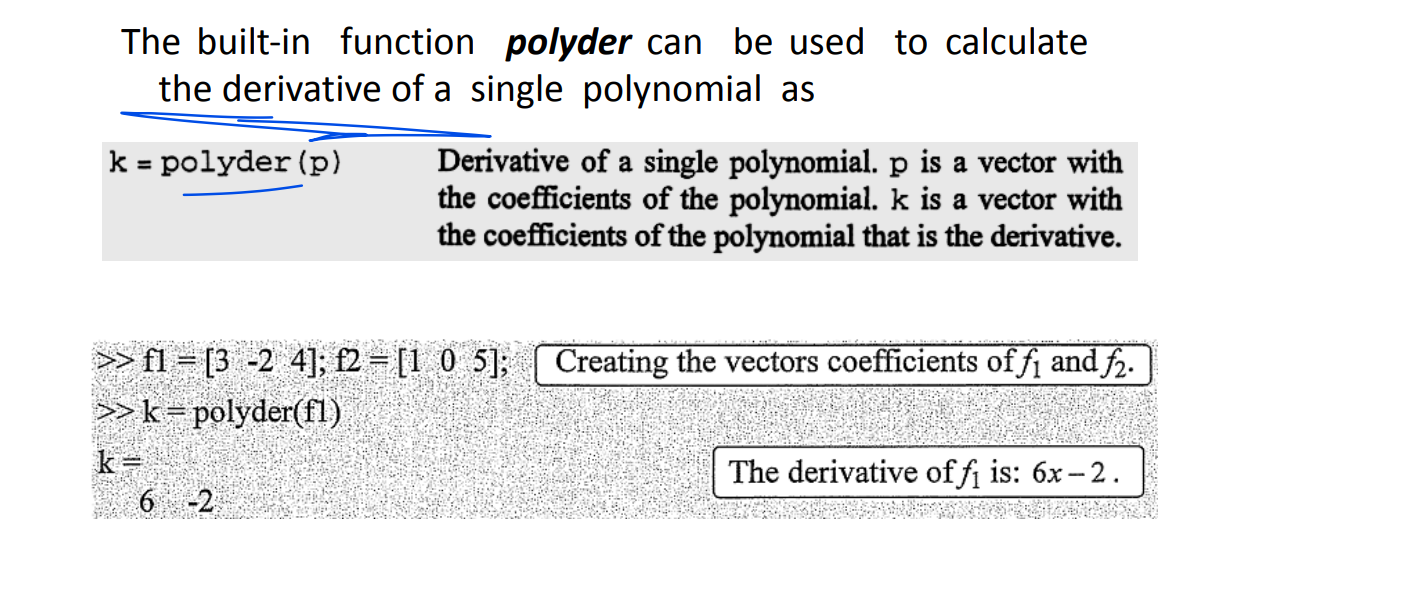 The built-in function polyder can be used to calculate
the derivative of a single polynomial as
k = polyder(p) Derivative of a single polynomial. p is a vector with
the coefficients of the polynomial. k is a vector with
the coefficients of the polynomial that is the derivative.
>> f1 = [3 -2 4]; f2 = [1 0 5]; Creating the vectors coefficients of f₁ and f₂.
>> k = polyder(f1)
k =
The derivative of f₁ is: 6x – 2 .
6 -2